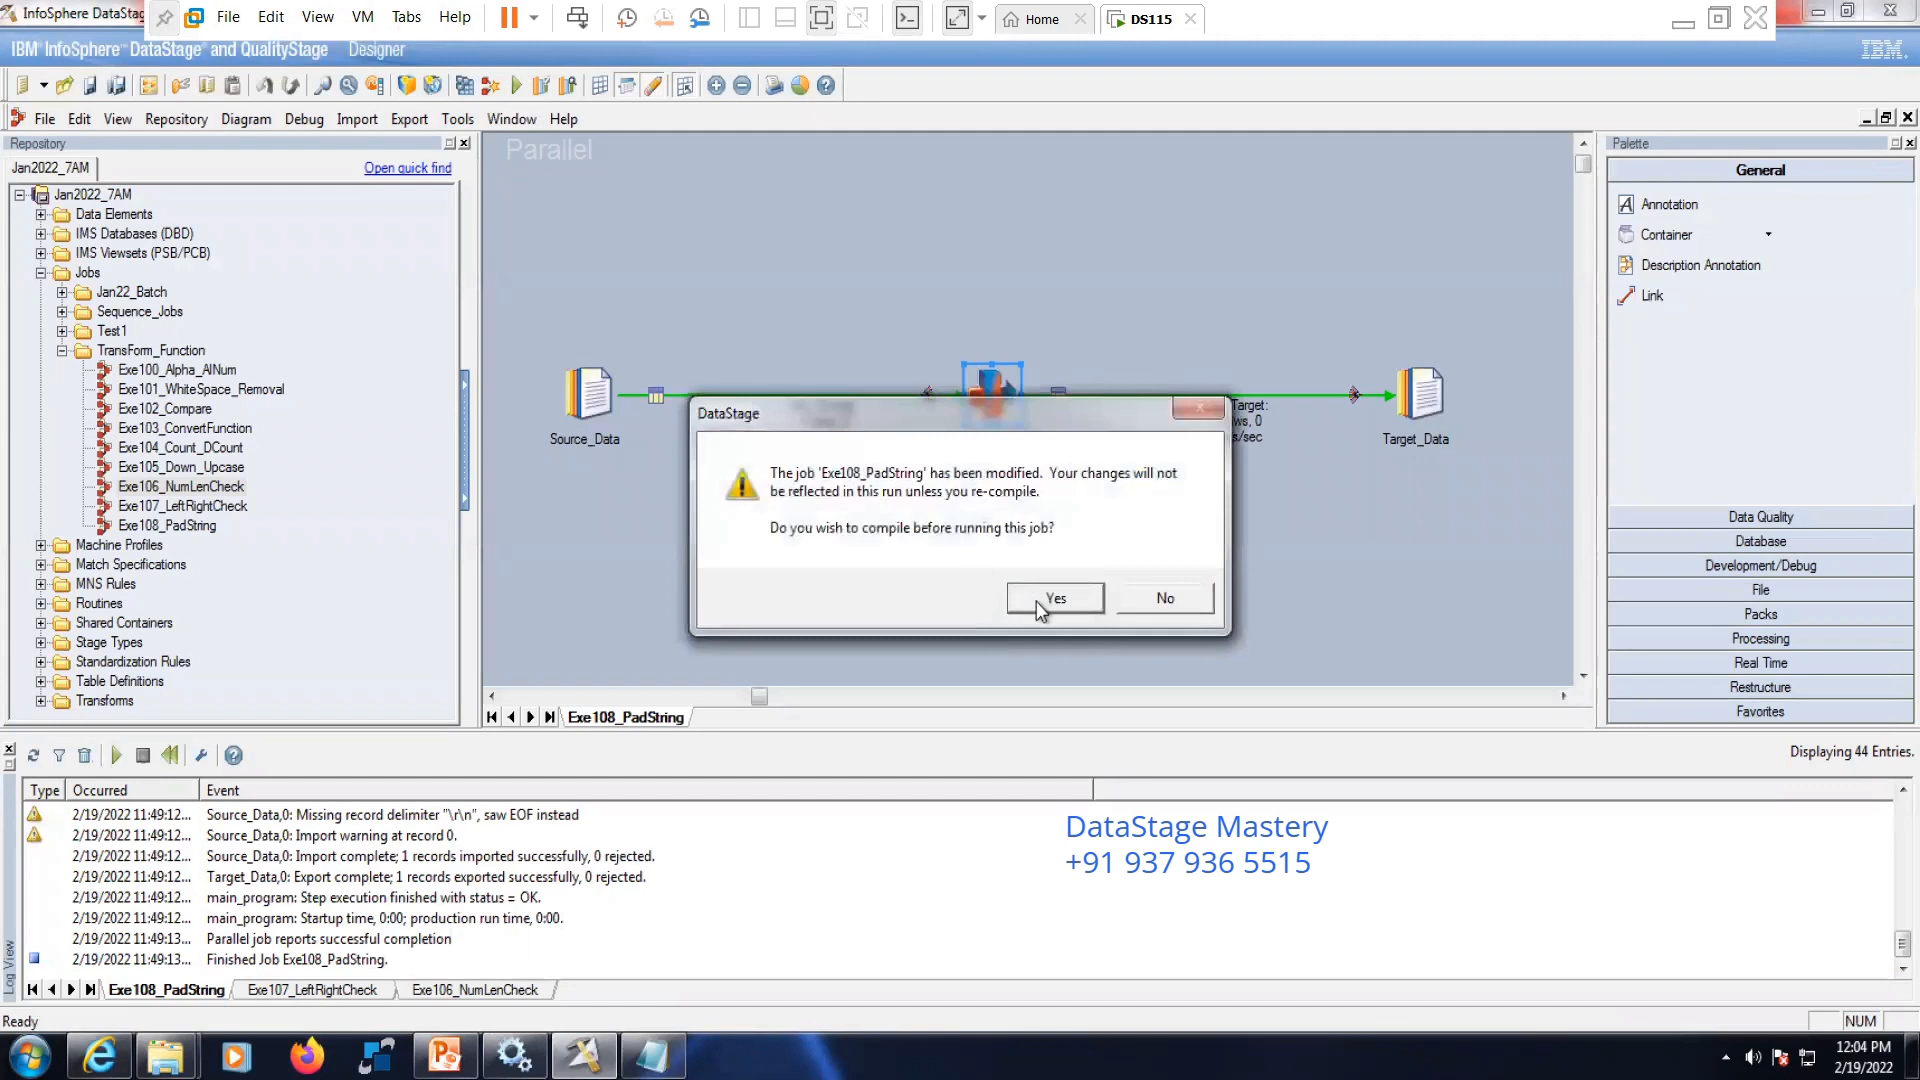 InfoSphere DataStag
File Edit View VM Tabs Help
Home
DS115
IBM InfoSphere DataStage and QualityStage Designer
IBM.
File Edit View Repository Diagram Debug Import Export Tools Window Help
Repository
Jan2022_7AM
Open quick find
Jan2022_7AM
Data Elements
IMS Databases (DBD)
IMS Viewsets (PSB/PCB)
Jobs
Jan22_Batch
Sequence_Jobs
Test1
TransForm_Function
Exe100_Alpha_AlNum
Exe101_WhiteSpace_Removal
Exe102_Compare
Exe103_ConvertFunction
Exe104_Count_DCount
Exe105_Down_Upcase
Exe106_NumLenCheck
Exe107_LeftRightCheck
Exe108_PadString
Machine Profiles
Match Specifications
MNS Rules
Routines
Shared Containers
Stage Types
Standardization Rules
Table Definitions
Transforms
Parallel
Source_Data
Target:
ws, 0
s/sec
Target_Data
DataStage
The job 'Exe108_PadString' has been modified. Your changes will not
be reflected in this run unless you re-compile.
Do you wish to compile before running this job?
Yes
No
Exe108_PadString
Palette
General
Annotation
Container
Description Annotation
Link
Data Quality
Database
Development/Debug
File
Packs
Processing
Real Time
Restructure
Favorites
Displaying 44 Entries.
Type Occurred Event
2/19/2022 11:49:12... Source_Data,0: Missing record delimiter "\r\n", saw EOF instead
2/19/2022 11:49:12... Source_Data,0: Import warning at record 0.
2/19/2022 11:49:12... Source_Data,0: Import complete; 1 records imported successfully, 0 rejected.
2/19/2022 11:49:12... Target_Data,0: Export complete; 1 records exported successfully, 0 rejected.
2/19/2022 11:49:12... main_program: Step execution finished with status = OK.
2/19/2022 11:49:12... main_program: Startup time, 0:00; production run time, 0:00.
2/19/2022 11:49:13... Parallel job reports successful completion
2/19/2022 11:49:13... Finished Job Exe108_PadString.
DataStage Mastery
+91 937 936 5515
Log View
Exe108_PadString
Exe107_LeftRightCheck
Exe106_NumLenCheck
Ready
NUM
12:04 PM
2/19/2022